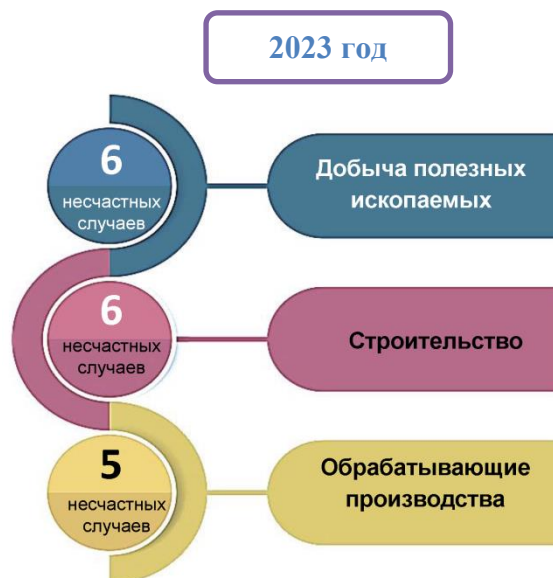 2023 год
6
несчастных
случаев
Добыча полезных
ископаемых
6
несчастных
случаев
Строительство
5
несчастных
случаев
Обрабатывающие
производства